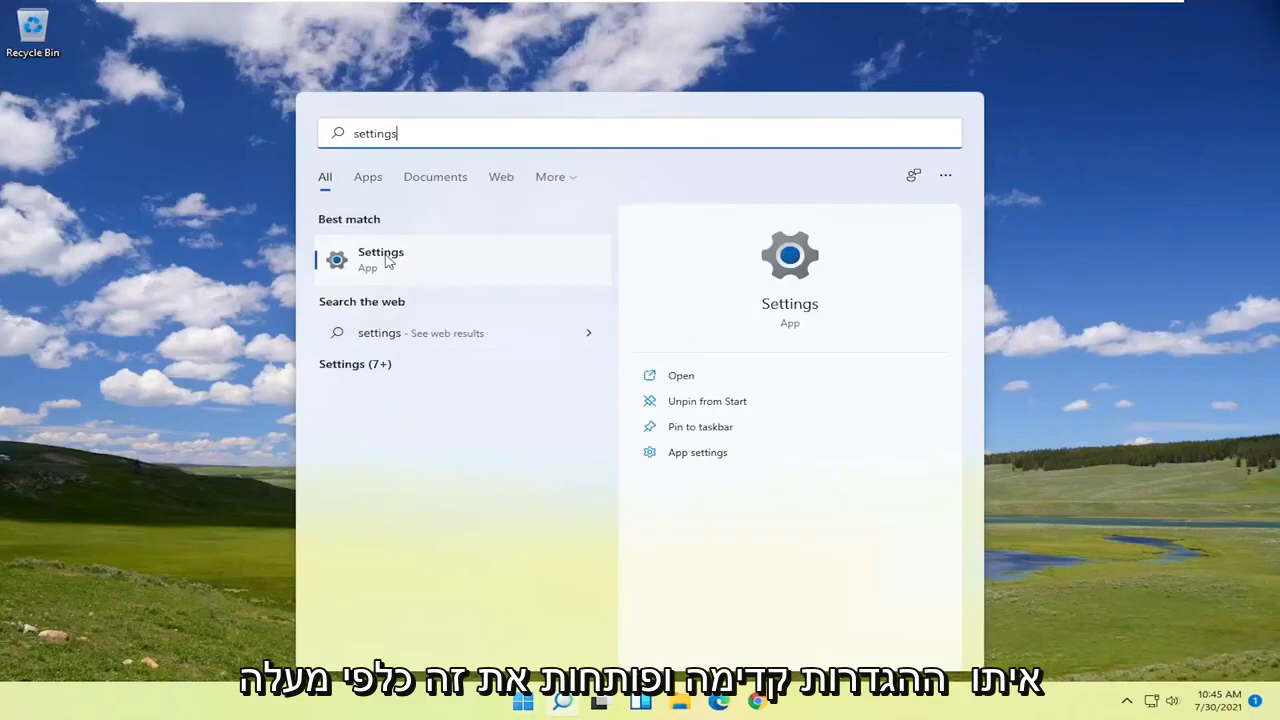 Recycle Bin
settings
All
Apps
Documents
Web
More
Best match
Settings
App
Search the web
settings - See web results
Settings (7+)
Settings
App
Open
Unpin from Start
Pin to taskbar
App settings
איתו ההגדרות קדימה ופותחות את זה כלפי מעלה
10:45 AM
7/30/2021
1